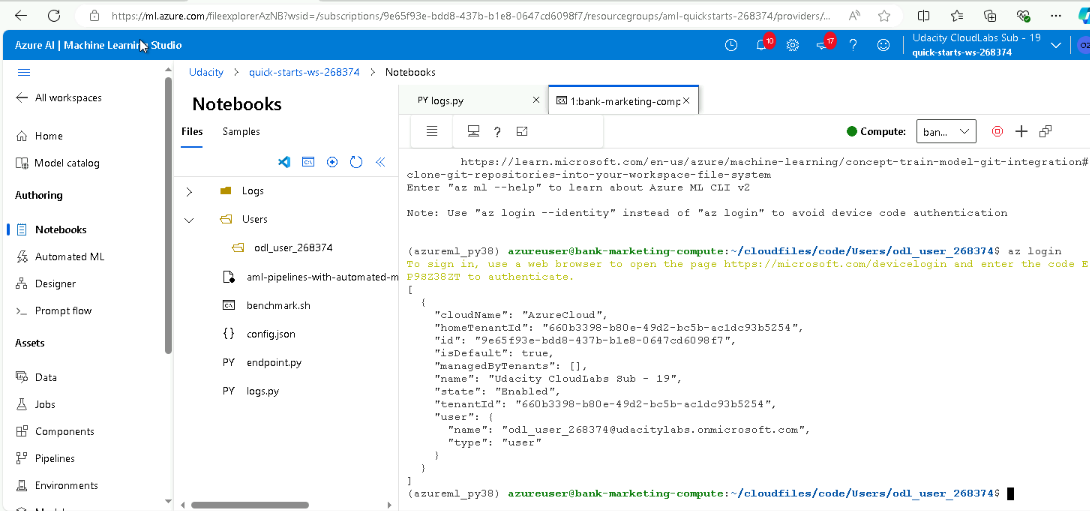 https://ml.azure.com/fileexplorerAzNB?wsid=/subscriptions/9e65f93e-bdd8-437b-b1e8-0647cd6098f7/resourcegroups/aml-quickstarts-268374/providers/...
Azure AI | Machine Learning Studio
10
17
Udacity CloudLabs Sub - 19
quick-starts-ws-268374
Udacity > quick-starts-ws-268374 > Notebooks
All workspaces
Home
Model catalog
Authoring
Notebooks
Automated ML
Designer
Prompt flow
Assets
Data
Jobs
Components
Pipelines
Environments
Notebooks
Files Samples
Logs
Users
odl_user_268374
aml-pipelines-with-automated-m
benchmark.sh
{} config.json
PY endpoint.py
PY logs.py
PY logs.py
1:bank-marketing-comp
Compute: ban...
https://learn.microsoft.com/en-us/azure/machine-learning/concept-train-model-git-integration#
clone-git-repositories-into-your-workspace-file-system
Enter "az ml --help" to learn about Azure ML CLI v2
Note: Use "az login --identity" instead of "az login" to avoid device code authentication
(azureml_py38) azureuser@bank-marketing-compute:~/cloudfiles/code/Users/odl_user_268374$ az login
To sign in, use a web browser to open the page https://microsoft.com/devicelogin and enter the code E
P9SZ38ZT to authenticate.
[
{
"cloudName": "AzureCloud",
"homeTenantId": "660b3398-b80e-49d2-bc5b-ac1dc93b5254",
"id": "9e65f93e-bdd8-437b-b1e8-0647cd6098f7",
"isDefault": true,
"managedByTenants": [],
"name": "Udacity CloudLabs Sub - 19",
"state": "Enabled",
"tenantId": "660b3398-b80e-49d2-bc5b-ac1dc93b5254",
"user": {
"name": "odl_user_268374@udacitylabs.onmicrosoft.com",
"type": "user"
}
}
]
(azureml_py38) azureuser@bank-marketing-compute:~/cloudfiles/code/Users/odl_user_268374$